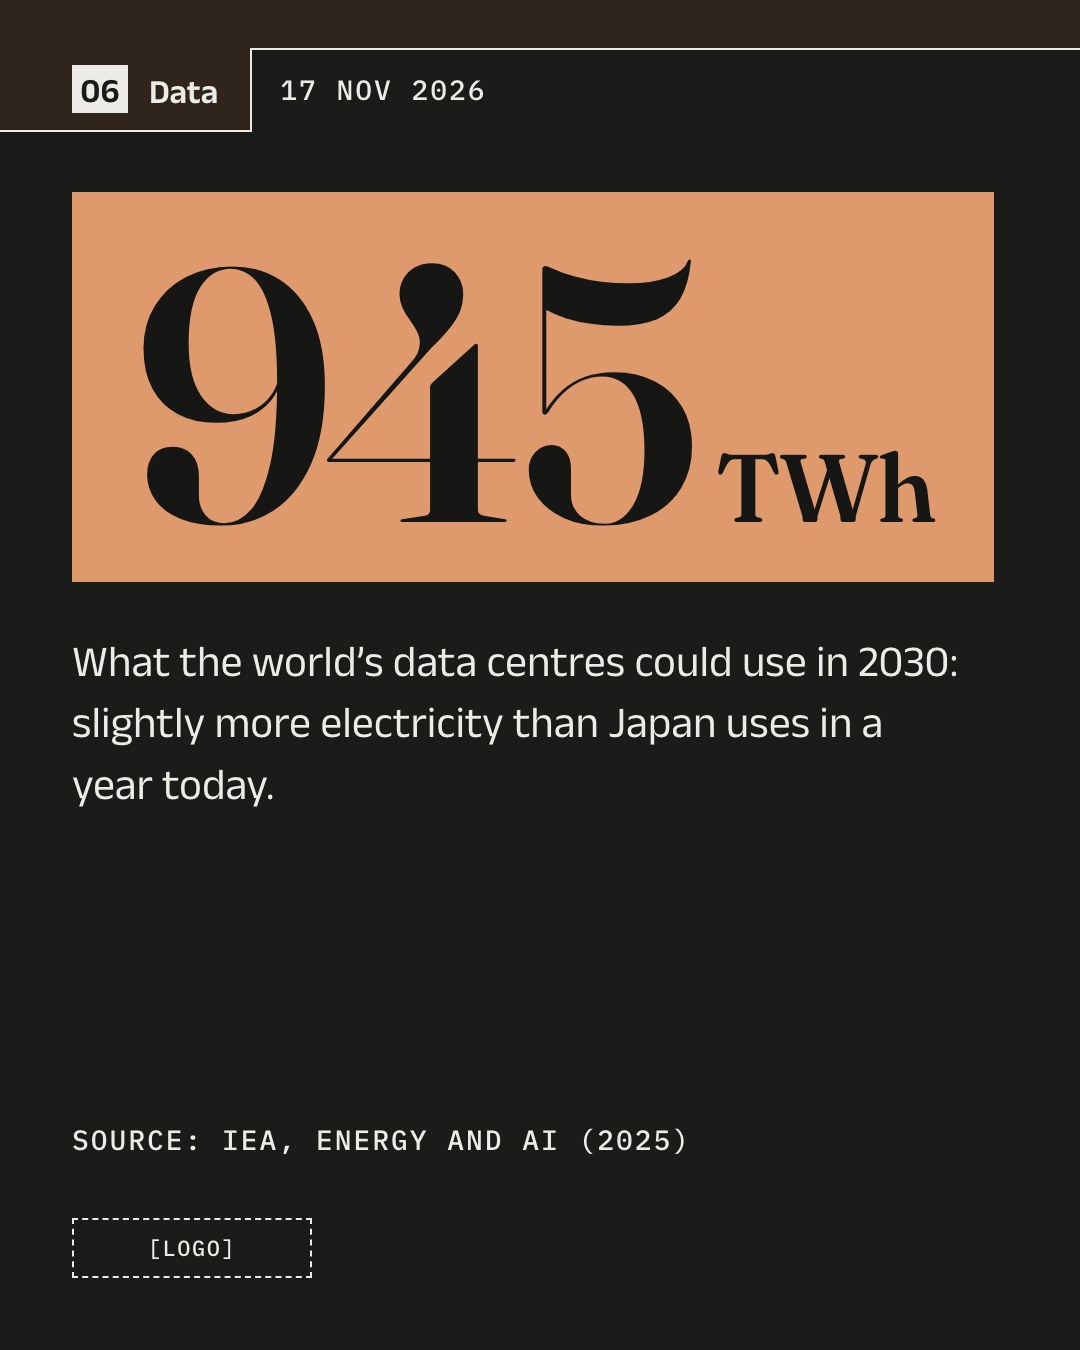 06 Data
17 NOV 2026
945 TWh
What the world’s data centres could use in 2030:
slightly more electricity than Japan uses in a
year today.
SOURCE: IEA, ENERGY AND AI (2025)
[LOGO]